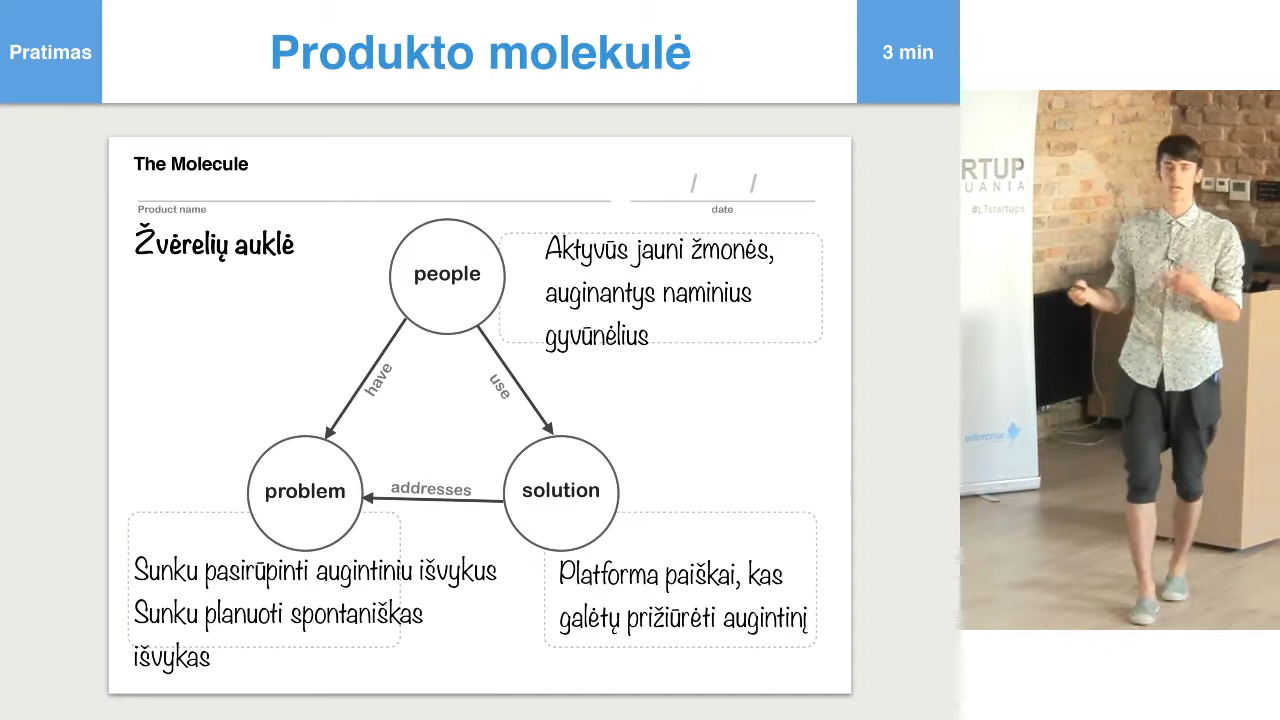 Pratimas
Produkto molekulė
3 min
The Molecule
/ /
Product name
date
Žvėrelių auklė
people
Aktyvūs jauni žmonės,
auginantys naminius
gyvūnėlius
have
use
problem
addresses
solution
Sunku pasirūpinti augintiniu išvykus
Sunku planuoti spontaniškas
išvykas
Platforma paiškai, kas
galėtų prižiūrėti augintinį
RTUP
UANIA
#LTstartups
enterprise